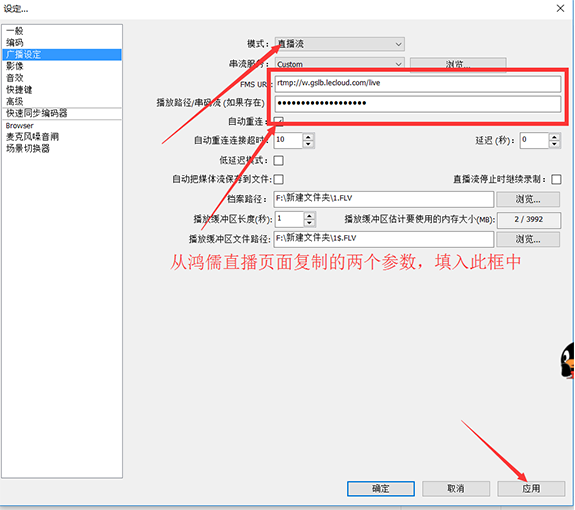 设定...
一般
编码
广播设定
影像
音效
快捷键
高级
快速同步编码器
Browser
麦克风噪音阈
场景切换器
模式： 直播流
串流服务： Custom 浏览...
FMS URL: rtmp://w.gslb.lecloud.com/live
播放路径/串码流 (如果存在) ●●●●●●●●●●●●●●●●●●●
自动重连：
自动重连连接超时： 10 延迟 (秒)： 0
低延迟模式：
自动把媒体流保存到文件: 直播停止时继续录制：
档案路径： F:\新建文件夹\1.FLV 浏览...
播放缓冲区长度(秒)： 1 播放缓冲区估计要使用的内存大小(MB): 2 / 3992
播放缓冲区文件路径: F:\新建文件夹\1$.FLV 浏览...
从鸿儒直播页面复制的两个参数，填入此框中
确定 取消 应用